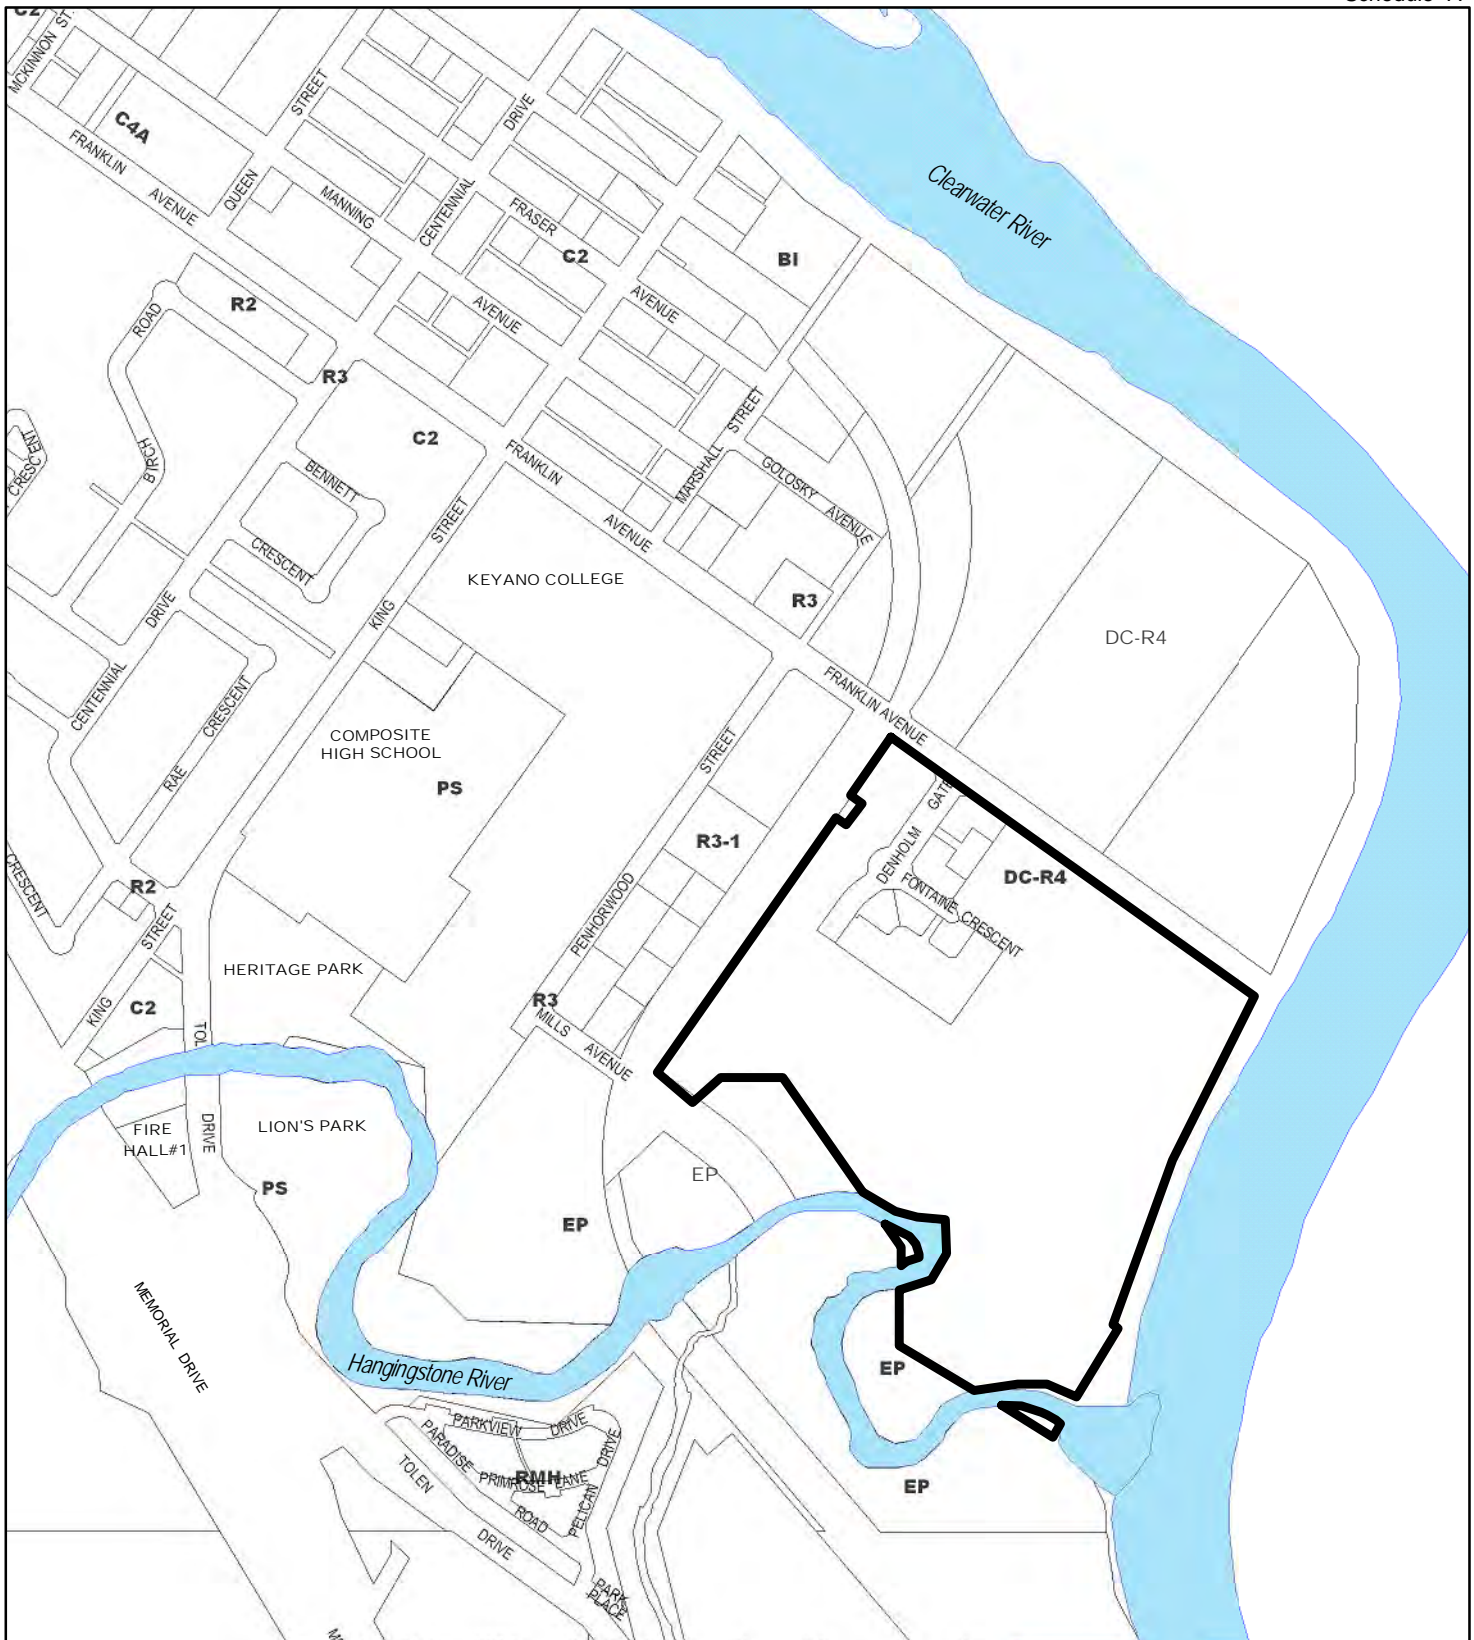 C2
MCKINNON ST
C4A
FRANKLIN AVENUE
STREET
QUEEN
MANNING
AVENUE
DRIVE
CENTENNIAL
FRASER
AVENUE
C2
BI
Clearwater River
ROAD
BIRCH
R2
R3
C2
CRESCENT
BENNETT
CRESCENT
FRANKLIN
AVENUE
STREET
MARSHALL
GOLOSKY
AVENUE
STREET
KING
KEYANO COLLEGE
R3
DC-R4
DRIVE
CENTENNIAL
CRESCENT
RAE
COMPOSITE
HIGH SCHOOL
PS
FRANKLIN AVENUE
STREET
PENHORWOOD
R3-1
GATE
DENHOLM
FONTAINE CRESCENT
DC-R4
CRESCENT
R2
STREET
KING
C2
HERITAGE PARK
R3
MILLS
AVENUE
TOL
DRIVE
FIRE
HALL#1
LION'S PARK
PS
EP
EP
MEMORIAL DRIVE
Hangingstone River
EP
PARKVIEW DRIVE
PARADISE
ROAD
PRIMROSE LANE
RMH
DRIVE
PELICAN
TOLEN
DRIVE
PARK
PLACE
EP